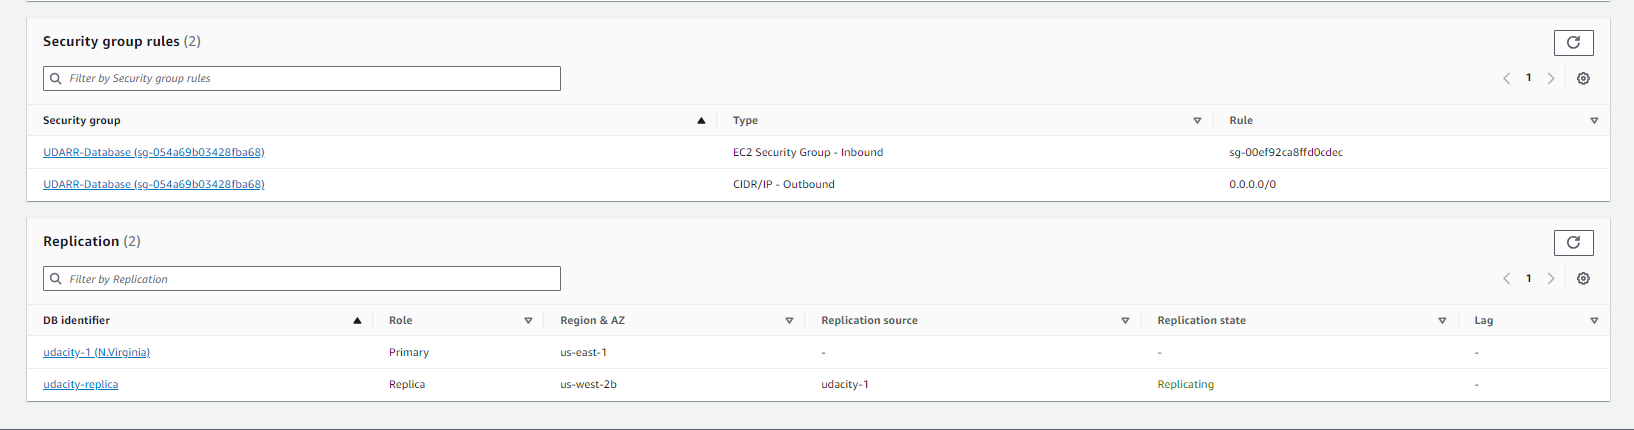 Security group rules (2)
Filter by Security group rules
1
Security group Type Rule
UDARR-Database (sg-054a69b03428fba68) EC2 Security Group - Inbound sg-00ef92ca8ffd0cdec
UDARR-Database (sg-054a69b03428fba68) CIDR/IP - Outbound 0.0.0.0/0
Replication (2)
Filter by Replication
1
DB identifier Role Region & AZ Replication source Replication state Lag
udacity-1 (N.Virginia) Primary us-east-1 - - -
udacity-replica Replica us-west-2b udacity-1 Replicating -